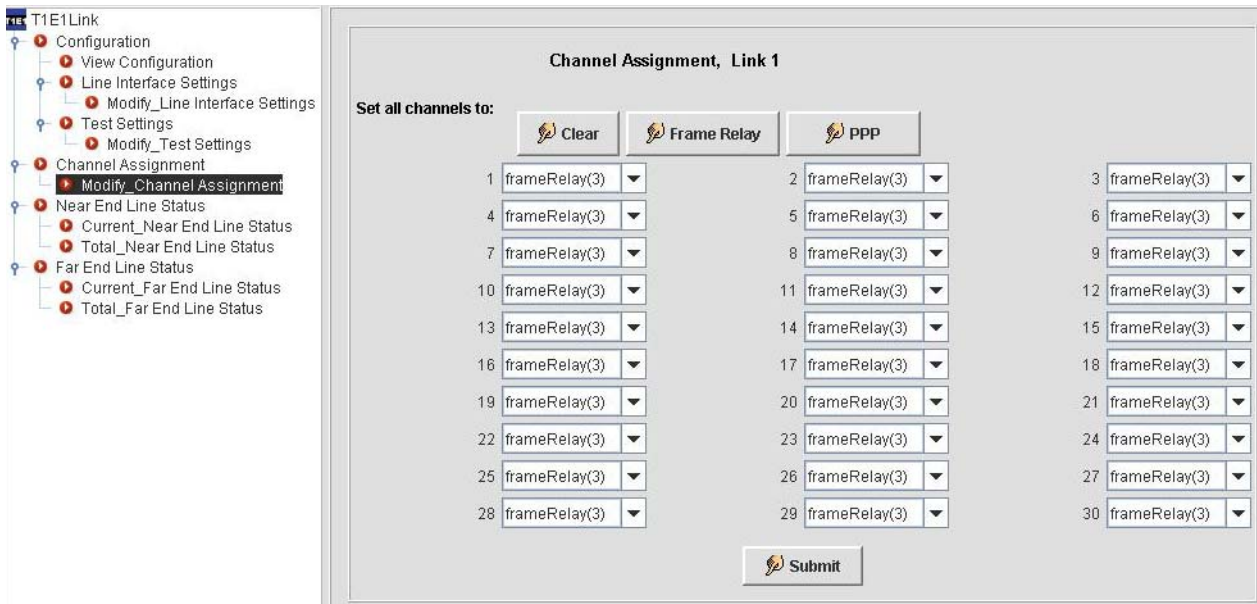 T1E1Link
Configuration
View Configuration
Line Interface Settings
Modify_Line Interface Settings
Test Settings
Modify_Test Settings
Channel Assignment
Modify_Channel Assignment
Near End Line Status
Current_Near End Line Status
Total_Near End Line Status
Far End Line Status
Current_Far End Line Status
Total_Far End Line Status
Channel Assignment, Link 1
Set all channels to:
Clear Frame Relay PPP
1 frameRelay(3) 2 frameRelay(3) 3 frameRelay(3)
4 frameRelay(3) 5 frameRelay(3) 6 frameRelay(3)
7 frameRelay(3) 8 frameRelay(3) 9 frameRelay(3)
10 frameRelay(3) 11 frameRelay(3) 12 frameRelay(3)
13 frameRelay(3) 14 frameRelay(3) 15 frameRelay(3)
16 frameRelay(3) 17 frameRelay(3) 18 frameRelay(3)
19 frameRelay(3) 20 frameRelay(3) 21 frameRelay(3)
22 frameRelay(3) 23 frameRelay(3) 24 frameRelay(3)
25 frameRelay(3) 26 frameRelay(3) 27 frameRelay(3)
28 frameRelay(3) 29 frameRelay(3) 30 frameRelay(3)
Submit